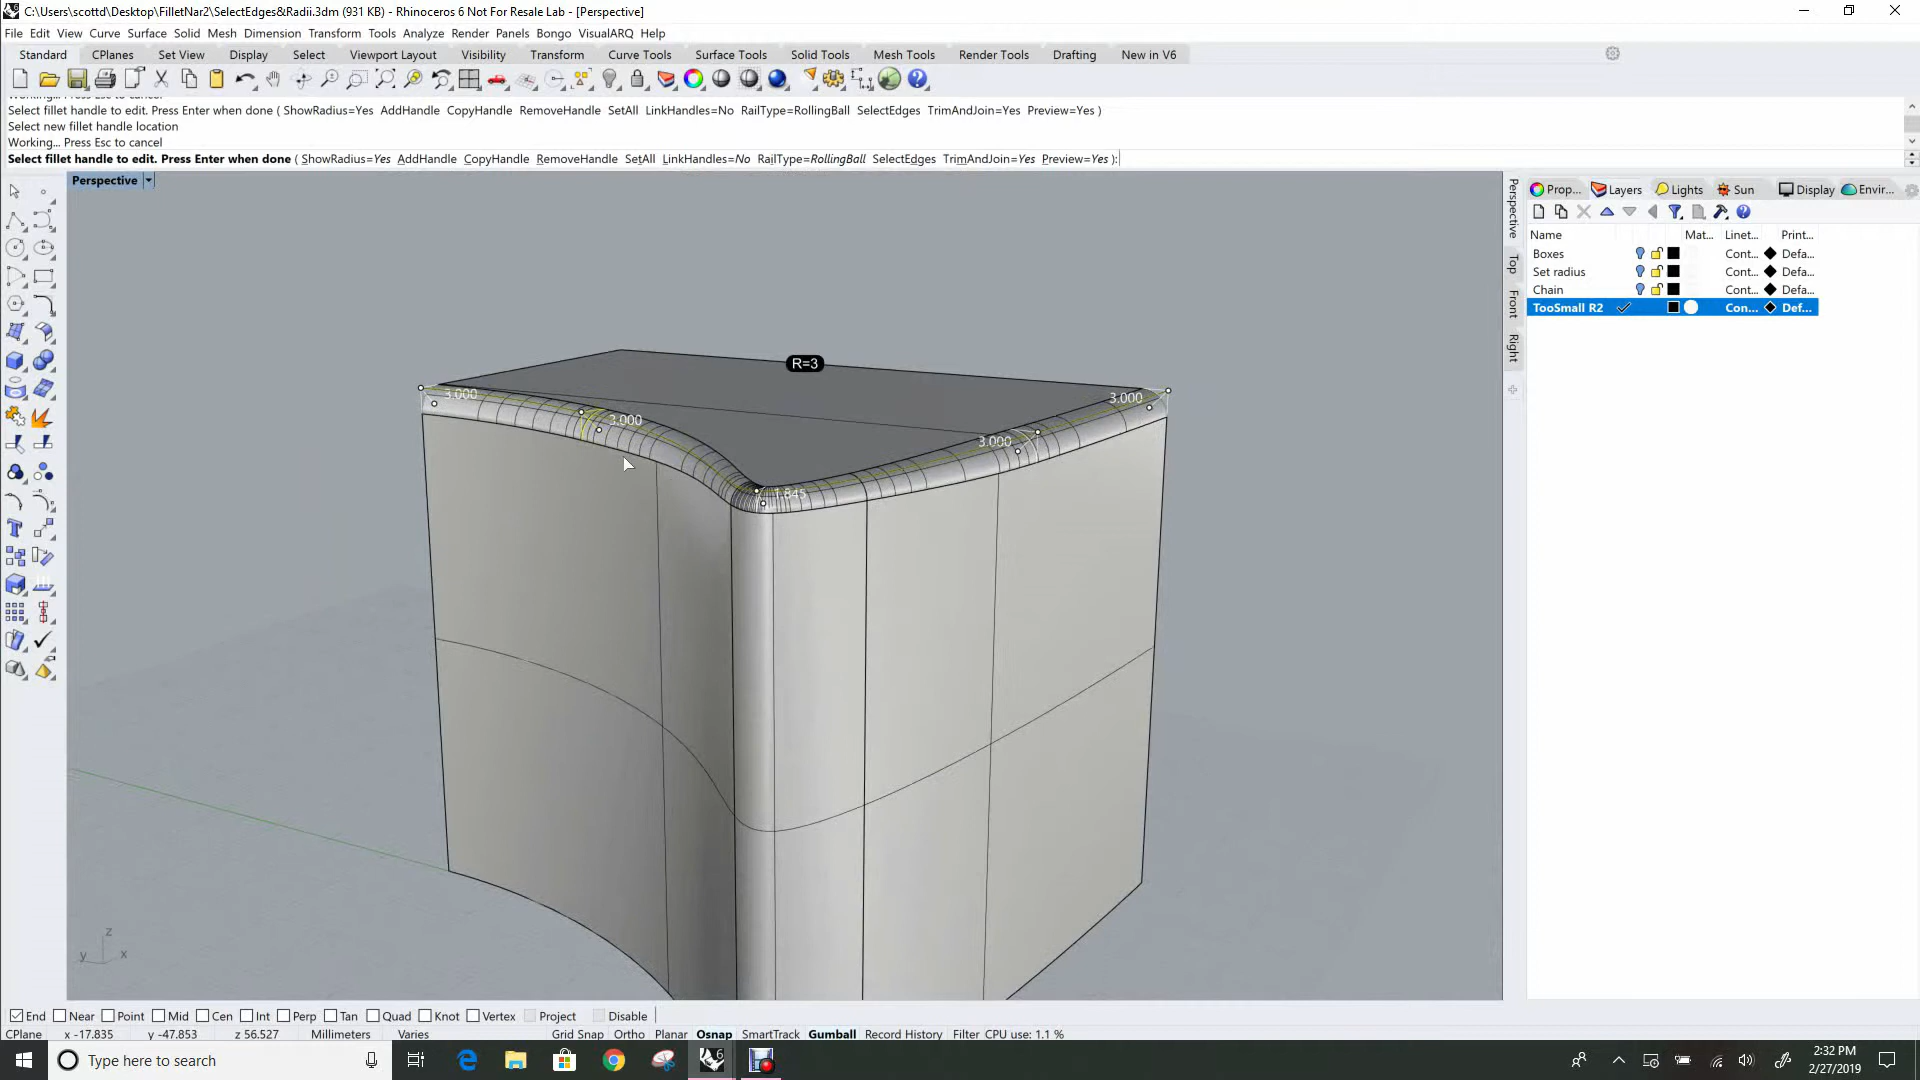 C:\Users\scottd\Desktop\FilletNar2\SelectEdges&Radii.3dm (931 KB) - Rhinoceros 6 Not For Resale Lab - [Perspective]
File Edit View Curve Surface Solid Mesh Dimension Transform Tools Analyze Render Panels Bongo VisualARQ Help
Standard CPlanes Set View Display Select Viewport Layout Visibility Transform Curve Tools Surface Tools Solid Tools Mesh Tools Render Tools Drafting New in V6
Select fillet handle to edit. Press Enter when done ( ShowRadius=Yes AddHandle CopyHandle RemoveHandle SetAll LinkHandles=No RailType=RollingBall SelectEdges TrimAndJoin=Yes Preview=Yes )
Select new fillet handle location
Working... Press Esc to cancel
Select fillet handle to edit. Press Enter when done ( ShowRadius=Yes AddHandle CopyHandle RemoveHandle SetAll LinkHandles=No RailType=RollingBall SelectEdges TrimAndJoin=Yes Preview=Yes ):
Perspective
Perspective
Top
Front
Right
Prop... Layers Lights Sun Display Envir...
Name Mat... Linet... Print...
Boxes Cont... Defa...
Set radius Cont... Defa...
Chain Cont... Defa...
TooSmall R2 Con... Def...
R=3
3.000
3.000
3.000
3.000
1.845
z
y
x
End Near Point Mid Cen Int Perp Tan Quad Knot Vertex Project Disable
CPlane x -17.835 y -47.853 z 56.527 Millimeters Varies Grid Snap Ortho Planar Osnap SmartTrack Gumball Record History Filter CPU use: 1.1 %
Type here to search
2:32 PM
2/27/2019